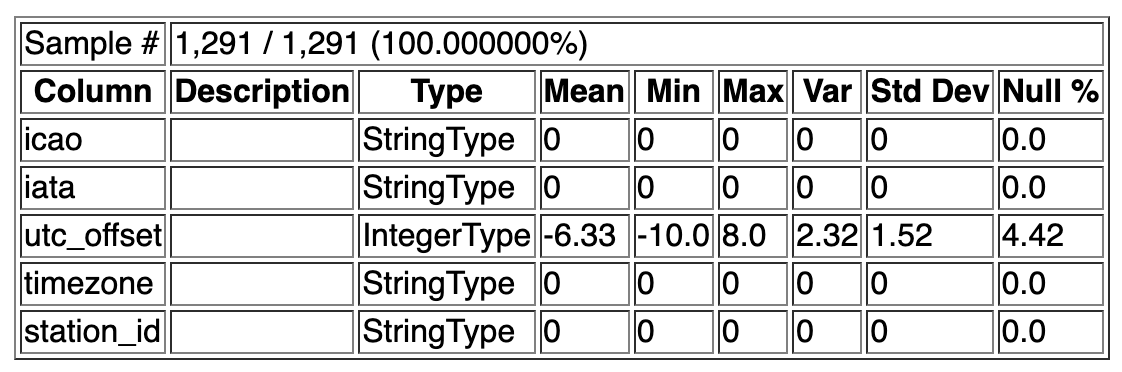 Sample # 1,291 / 1,291 (100.000000%)
Column Description Type Mean Min Max Var Std Dev Null %
icao StringType 0 0 0 0 0 0.0
iata StringType 0 0 0 0 0 0.0
utc_offset IntegerType -6.33 -10.0 8.0 2.32 1.52 4.42
timezone StringType 0 0 0 0 0 0.0
station_id StringType 0 0 0 0 0 0.0